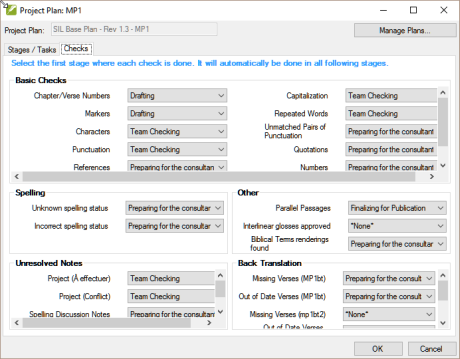 Project Plan: MP1
Project Plan: SIL Base Plan - Rev 1.3 - MP1 Manage Plans...
Stages / Tasks Checks
Select the first stage where each check is done. It will automatically be done in all following stages.
Basic Checks
Chapter/Verse Numbers Drafting Capitalization Team Checking
Markers Drafting Repeated Words Team Checking
Characters Team Checking Unmatched Pairs of Punctuation Preparing for the consultant
Punctuation Team Checking Quotations Preparing for the consultant
References Preparing for the consultan Numbers Preparing for the consultant
Spelling
Unknown spelling status Preparing for the consultar
Incorrect spelling status Preparing for the consultar
Other
Parallel Passages Finalizing for Publication
Interlinear glosses approved *None*
Biblical Terms renderings found Preparing for the consultar
Unresolved Notes
Project (À effectuer) Team Checking
Project (Conflict) Team Checking
Spelling Discussion Notes Preparing for the consultan
Back Translation
Missing Verses (MP1bt) Preparing for the consult
Out of Date Verses (MP1bt) Preparing for the consult
Missing Verses (mp1bt2) *None*
Out of Date Verses
OK Cancel